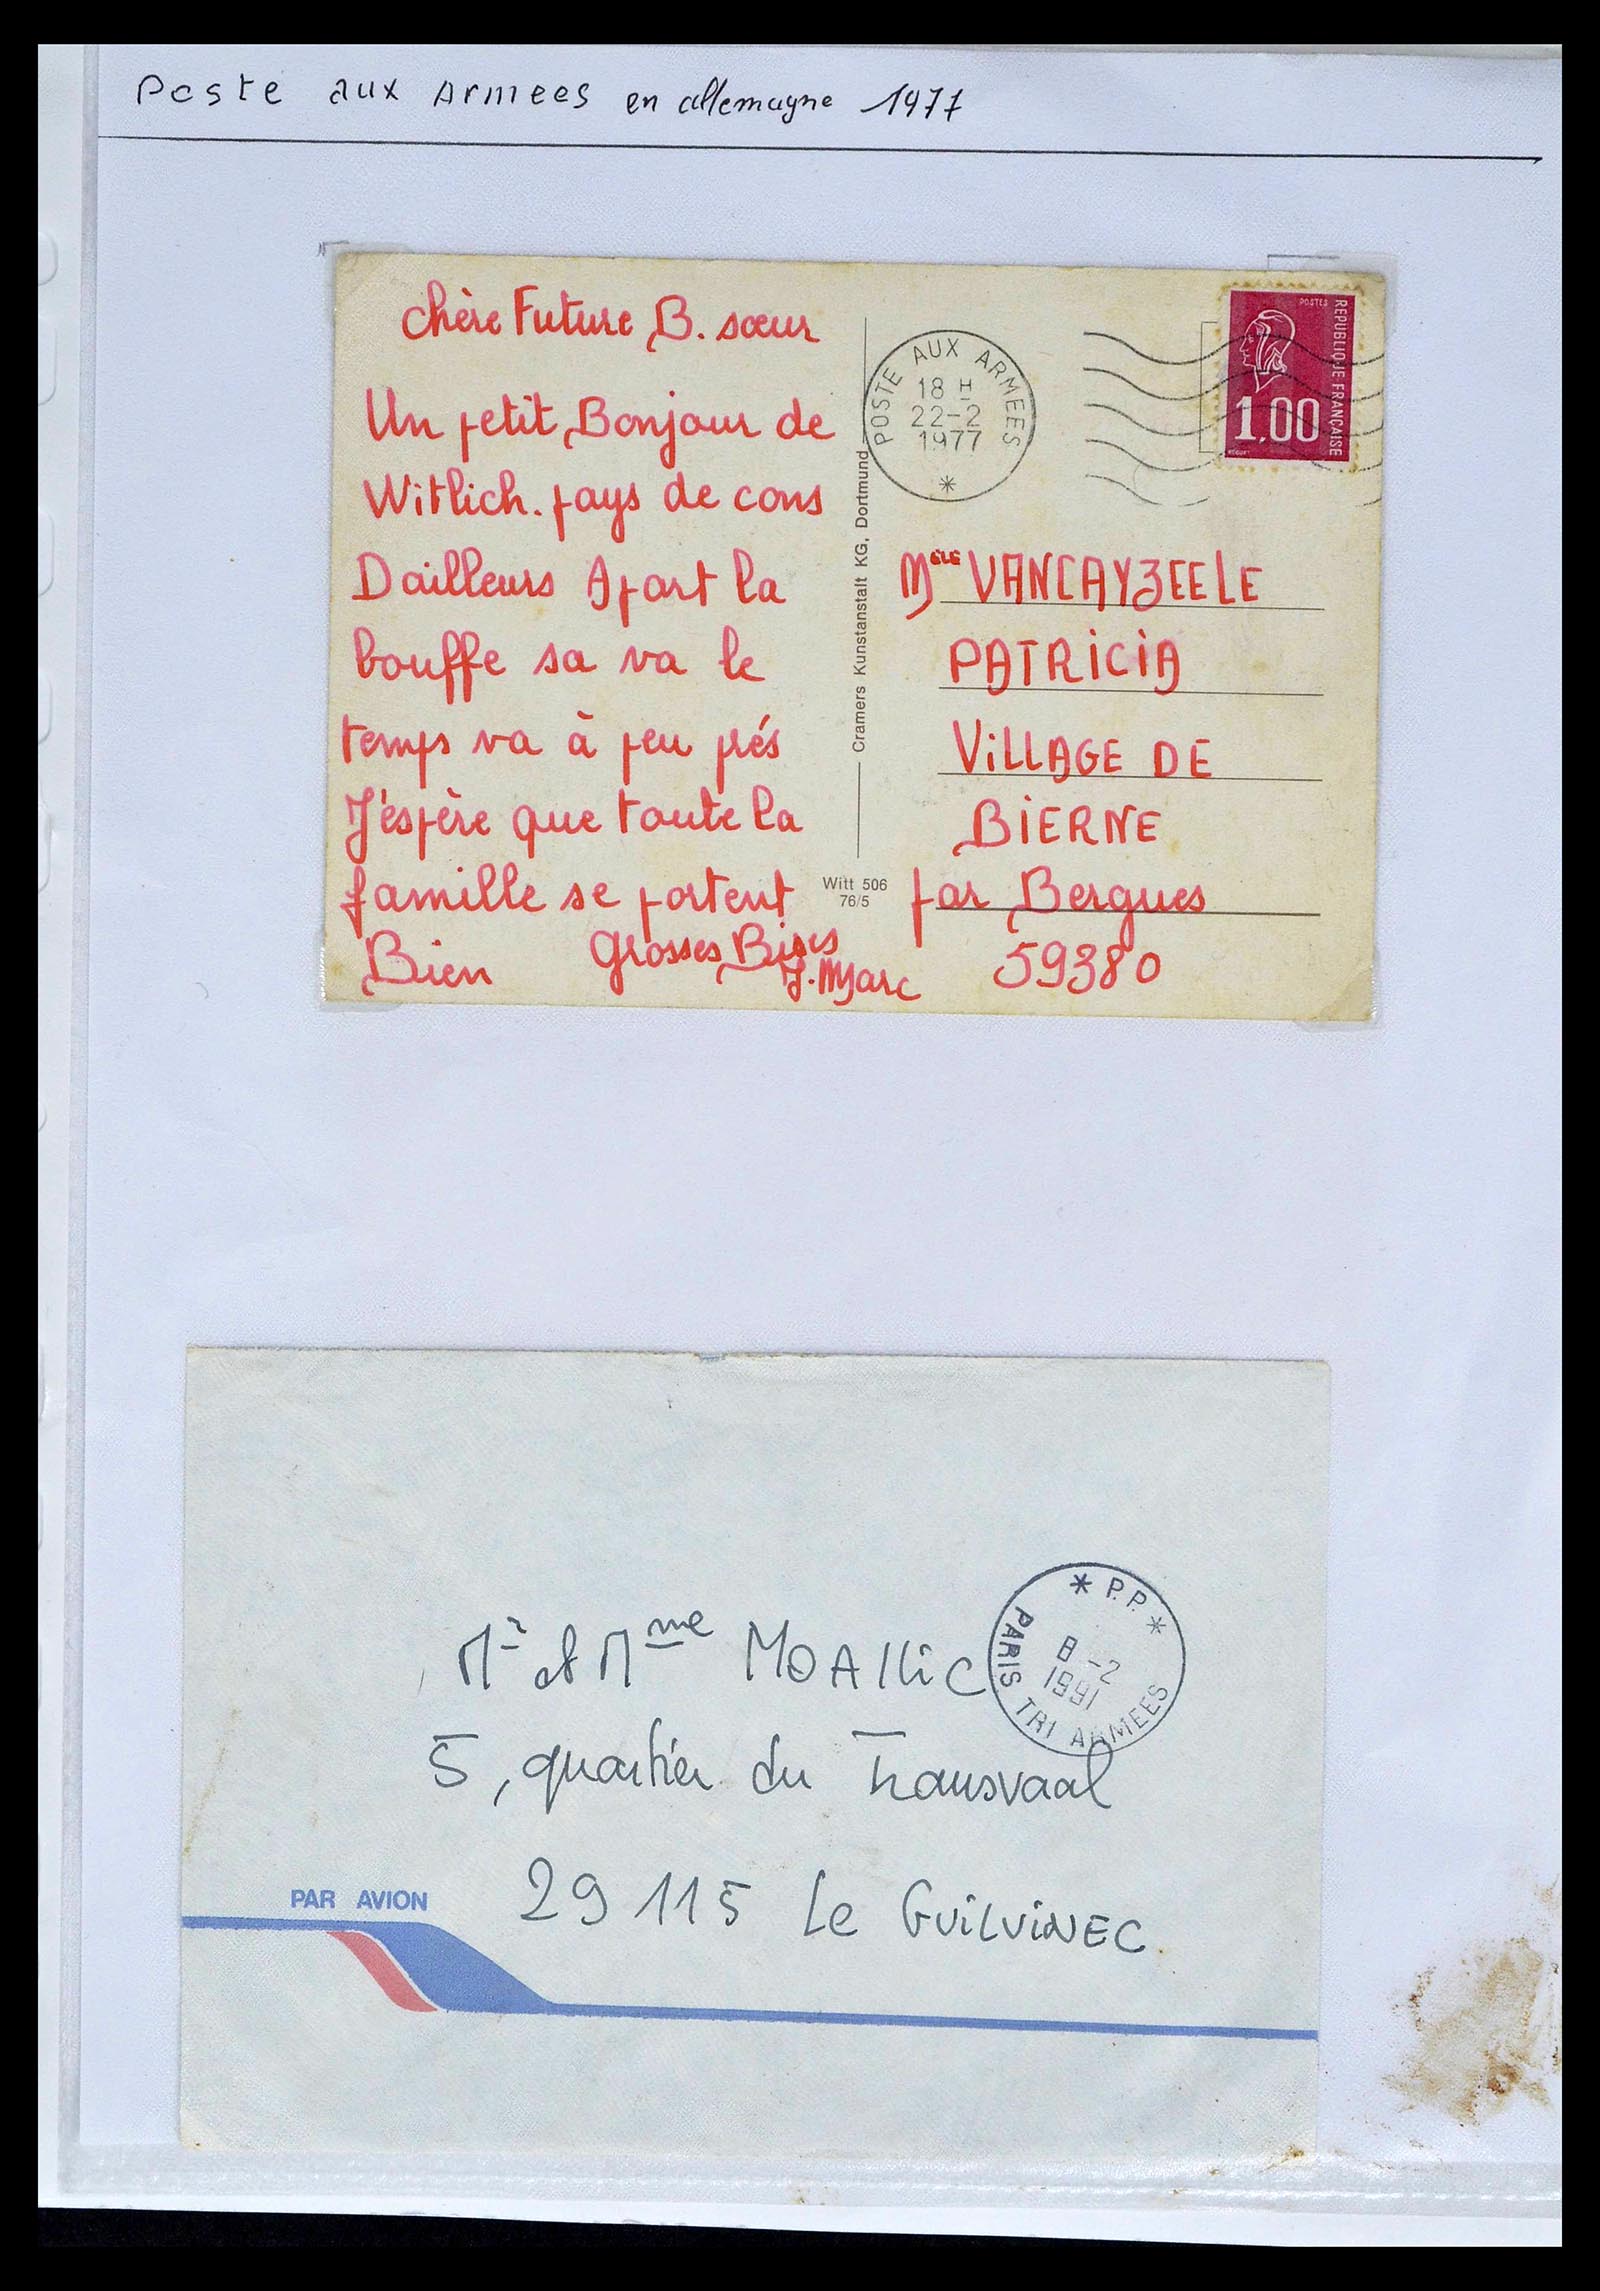 Poste aux Armees en allemagne 1977
chère Future B. sœur
Un petit Bonjour de
Witlich. pays de cons
Dailleurs Apart la
bouffe sa va le
temps va à peu prés
J'éspère que toute la
famille se portent
Bien Grosses Bises
J. Marc
Cramers Kunstanstalt KG, Dortmund
Witt 506
76/5
POSTE AUX ARMEES
18 H
22-2
1977
POSTES
REPUBLIQUE FRANÇAISE
1,00
Melle VANCAYZEELE
PATRiCiA
ViLLAGE DE
BiERNE
par Bergues
59380
* P.P. *
8-2
1991
PARIS TRI ARMEES
Mr et Mme MOALLiC
5, quartier du Transvaal
29115 Le GUiLViNEC
PAR AVION